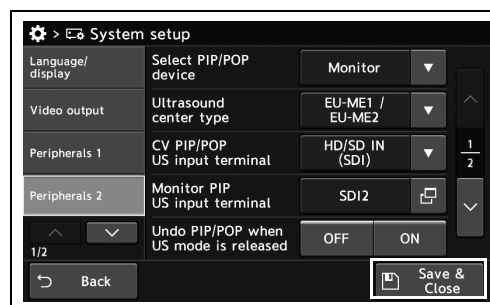 > System setup
Language/
display
Select PIP/POP
device
Monitor
Video output
Ultrasound
center type
EU-ME1 /
EU-ME2
Peripherals 1
CV PIP/POP
US input terminal
HD/SD IN
(SDI)
1
2
Peripherals 2
Monitor PIP
US input terminal
SDI2
1/2
Undo PIP/POP when
US mode is released
OFF
ON
Back
Save &
Close